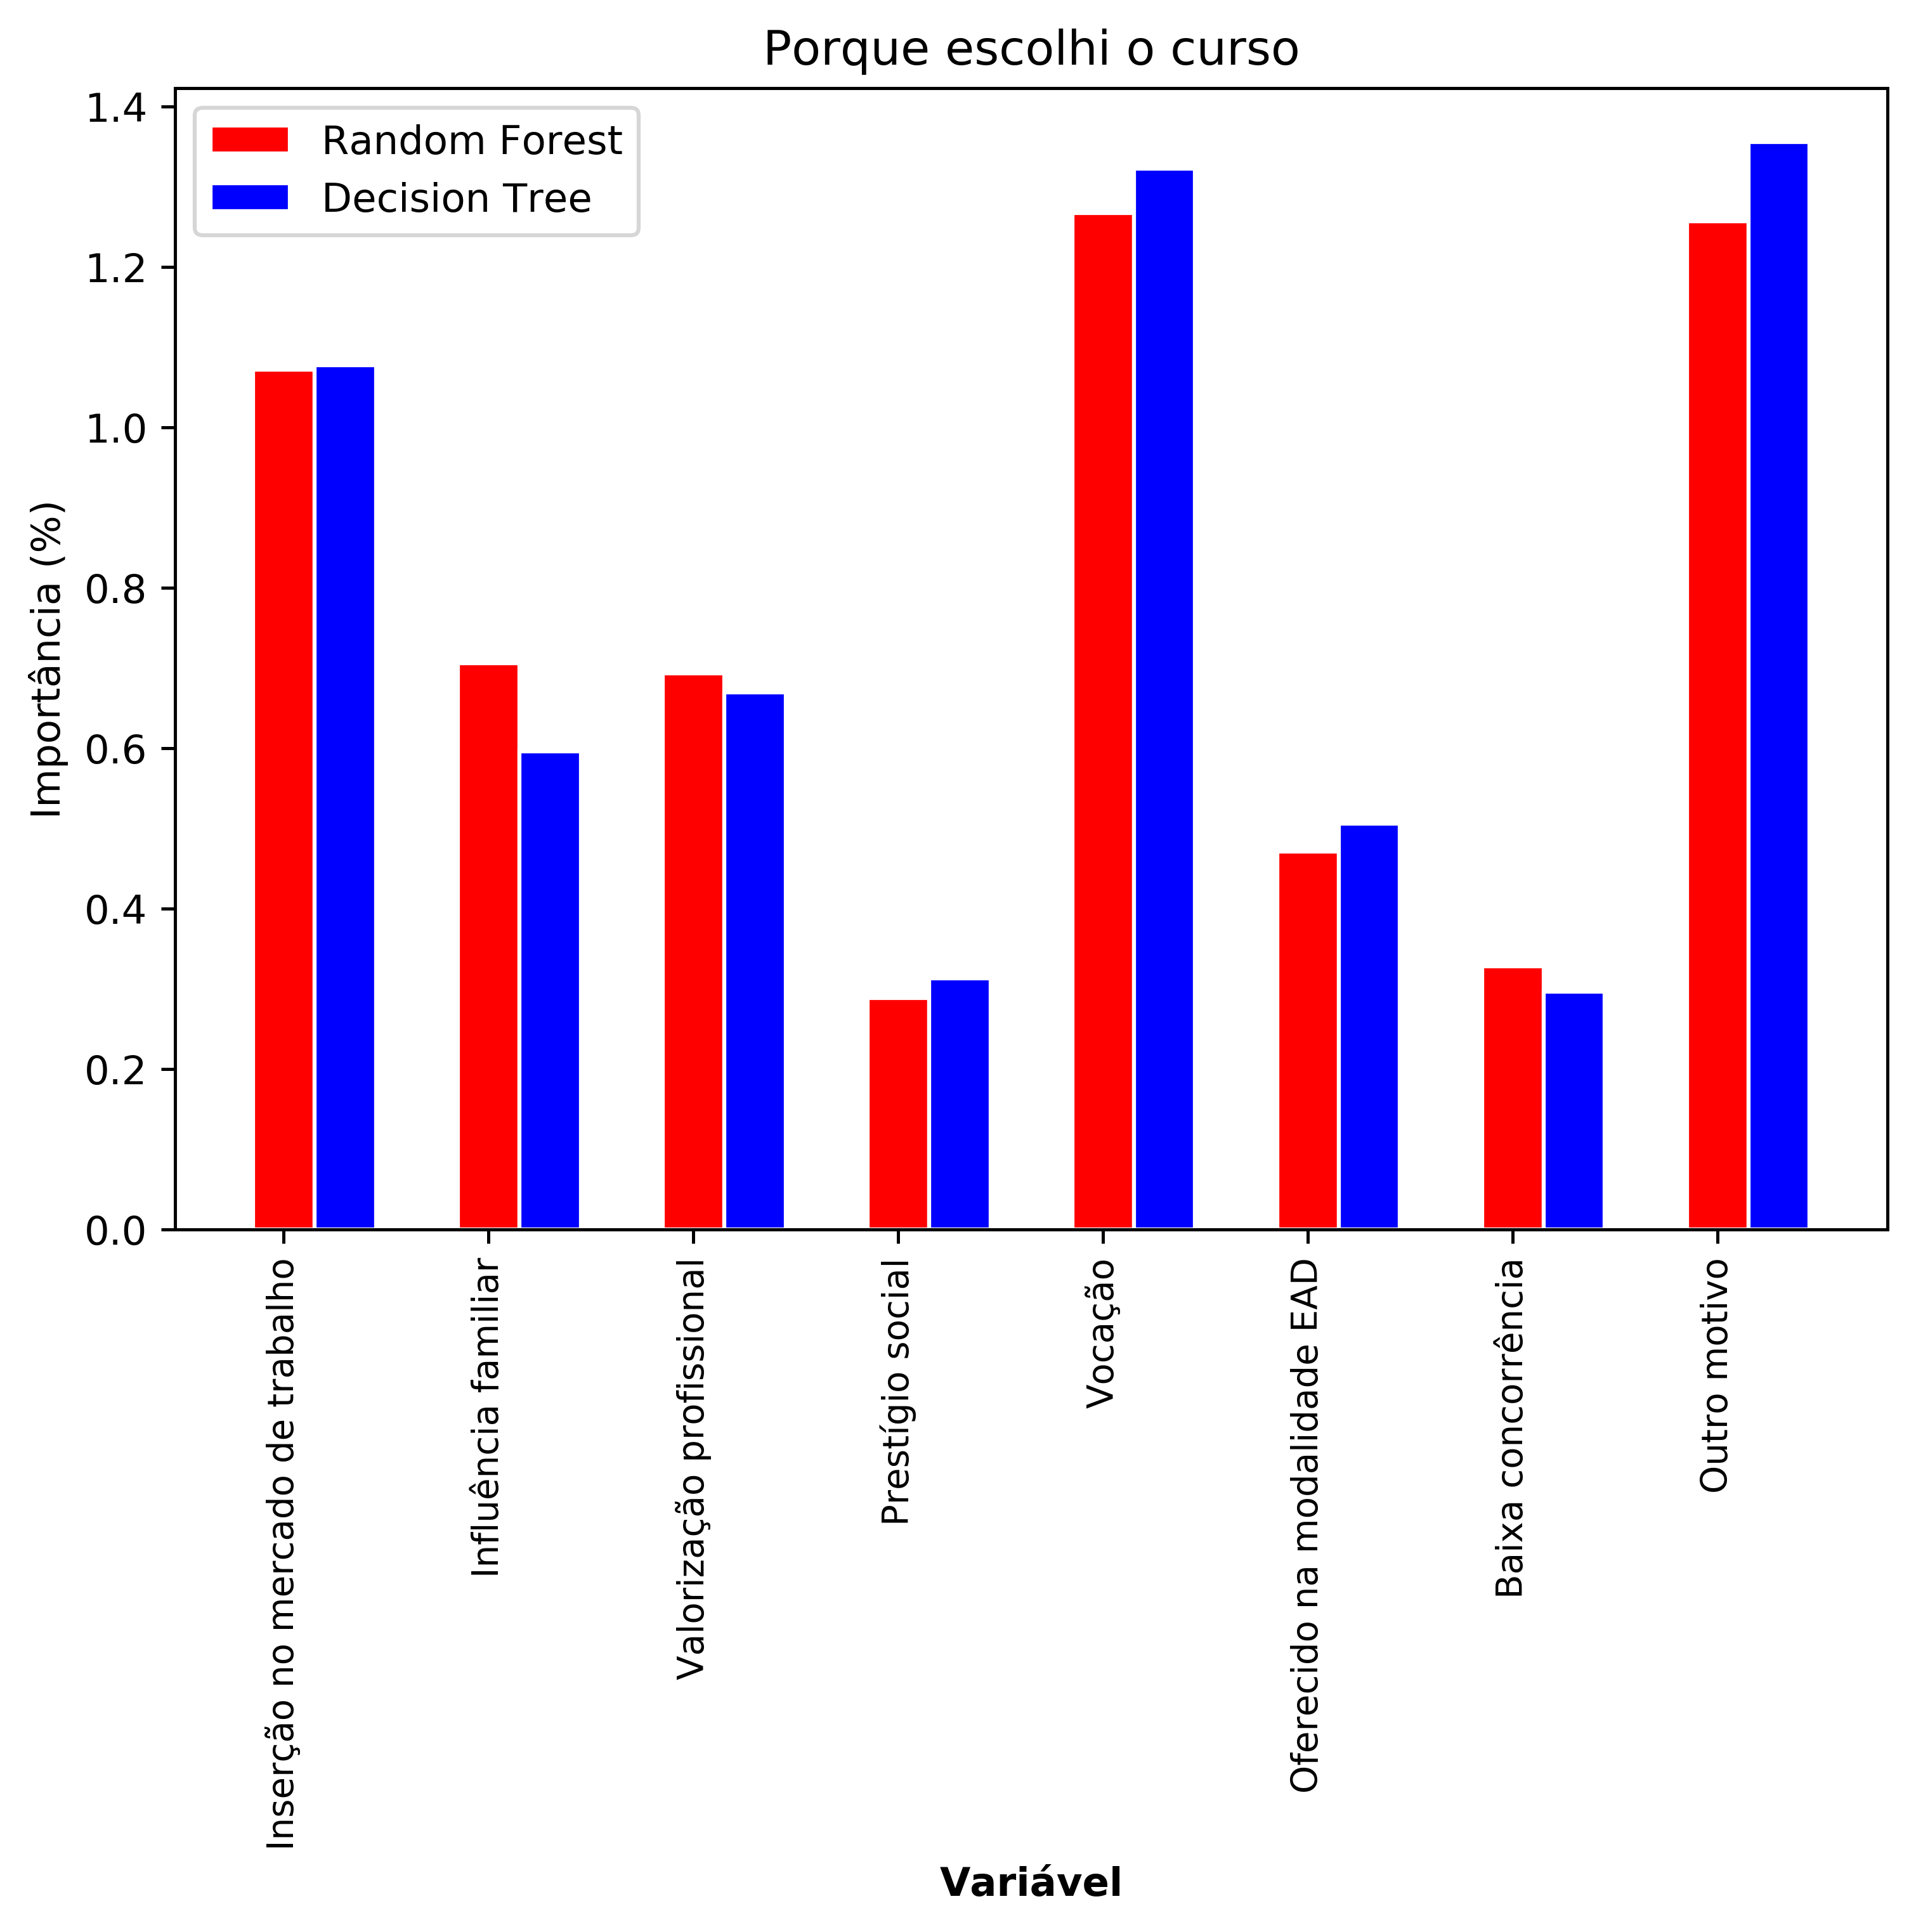 Porque escolhi o curso
Random Forest
Decision Tree
Importância (%)
1.4
1.2
1.0
0.8
0.6
0.4
0.2
0.0
Inserção no mercado de trabalho
Influência familiar
Valorização profissional
Prestígio social
Vocação
Oferecido na modalidade EAD
Baixa concorrência
Outro motivo
Variável